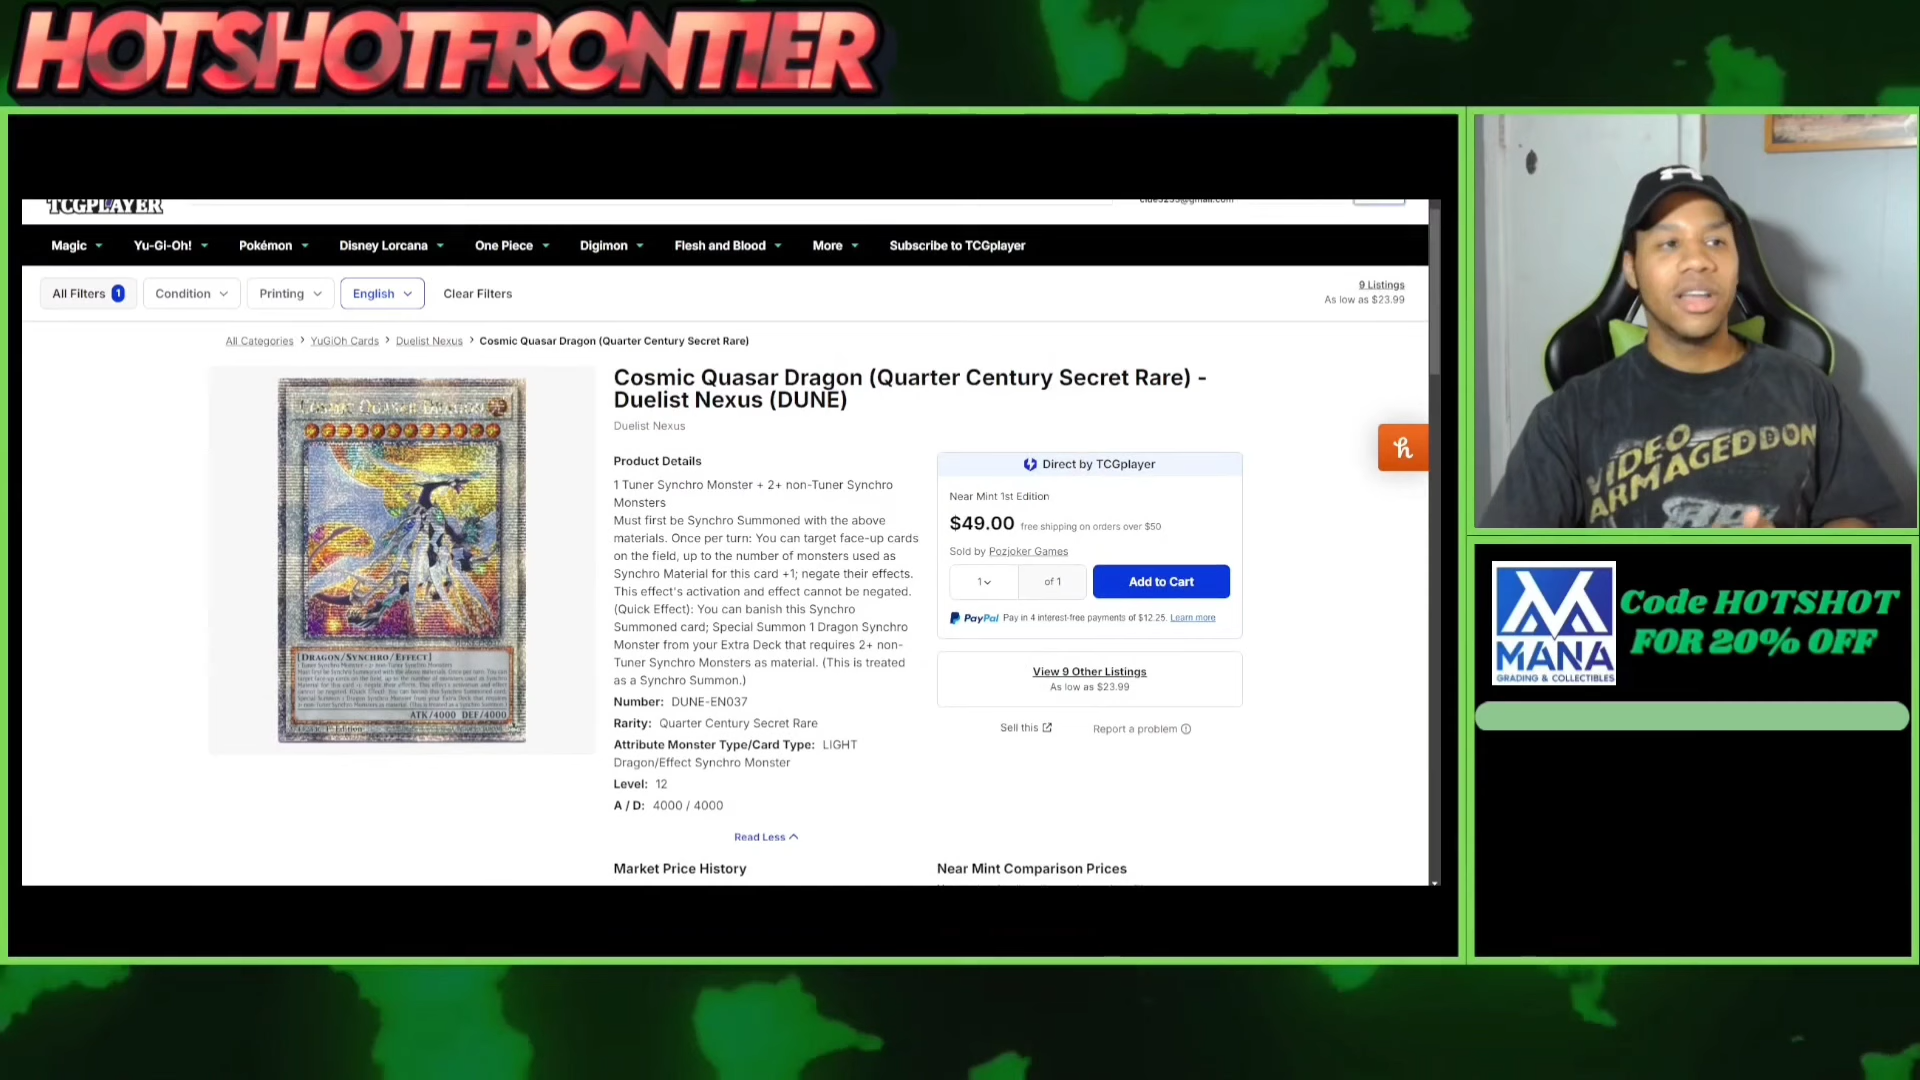 HOTSHOTFRONTIER
TCGPLAYER
Magic
Yu-Gi-Oh!
Pokémon
Disney Lorcana
One Piece
Digimon
Flesh and Blood
More
Subscribe to TCGplayer
All Filters 1
Condition
Printing
English
Clear Filters
9 Listings
As low as $23.99
All Categories > YuGiOh Cards > Duelist Nexus > Cosmic Quasar Dragon (Quarter Century Secret Rare)
Cosmic Quasar Dragon
[DRAGON/SYNCHRO/EFFECT]
ATK/4000 DEF/4000
1st Edition
Cosmic Quasar Dragon (Quarter Century Secret Rare) -
Duelist Nexus (DUNE)
Duelist Nexus
Product Details
1 Tuner Synchro Monster + 2+ non-Tuner Synchro
Monsters
Must first be Synchro Summoned with the above
materials. Once per turn: You can target face-up cards
on the field, up to the number of monsters used as
Synchro Material for this card +1; negate their effects.
This effect's activation and effect cannot be negated.
(Quick Effect): You can banish this Synchro
Summoned card; Special Summon 1 Dragon Synchro
Monster from your Extra Deck that requires 2+ non-
Tuner Synchro Monsters as material. (This is treated
as a Synchro Summon.)
Number: DUNE-EN037
Rarity: Quarter Century Secret Rare
Attribute Monster Type/Card Type: LIGHT
Dragon/Effect Synchro Monster
Level: 12
A / D: 4000 / 4000
Read Less
Market Price History
Direct by TCGplayer
Near Mint 1st Edition
$49.00 free shipping on orders over $50
Sold by Pozjoker Games
1
of 1
Add to Cart
PayPal Pay in 4 interest-free payments of $12.25. Learn more
View 9 Other Listings
As low as $23.99
Sell this
Report a problem
Near Mint Comparison Prices
h
VIDEO
ARMAGEDDON
MANA
GRADING & COLLECTIBLES
Code HOTSHOT
FOR 20% OFF